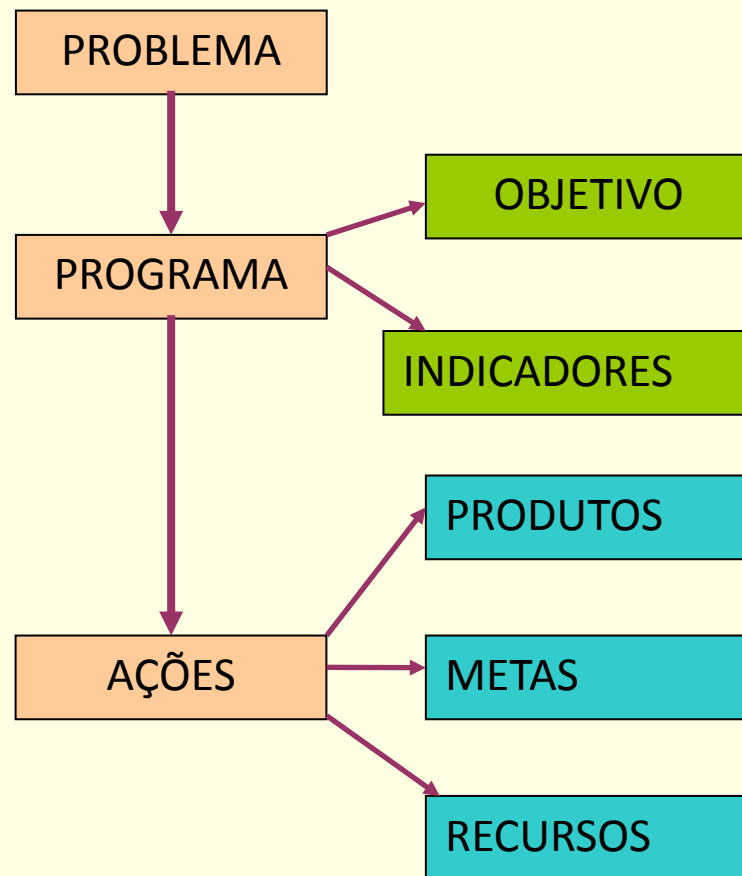 PROBLEMA
OBJETIVO
PROGRAMA
INDICADORES
PRODUTOS
AÇÕES
METAS
RECURSOS